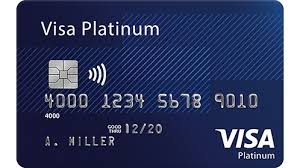 Visa Platinum
4000 1234 5678 9010
4000
GOOD THRU 12/20
A. MILLER
VISA
Platinum